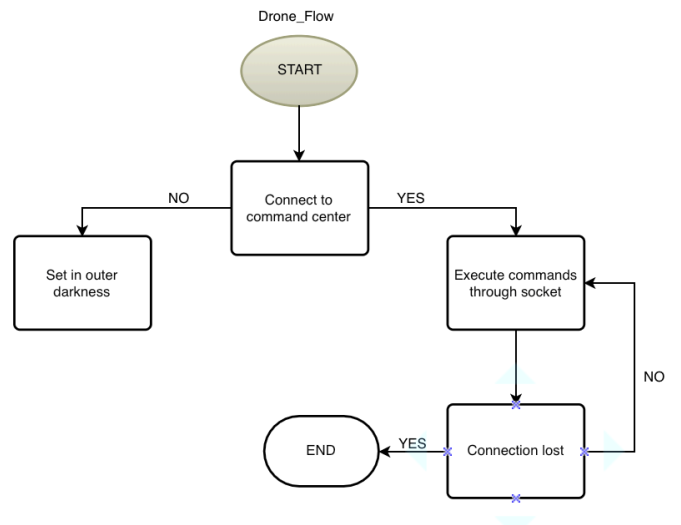 Drone_Flow
START
Connect to
command center
NO
YES
Set in outer
darkness
Execute commands
through socket
NO
Connection lost
YES
END